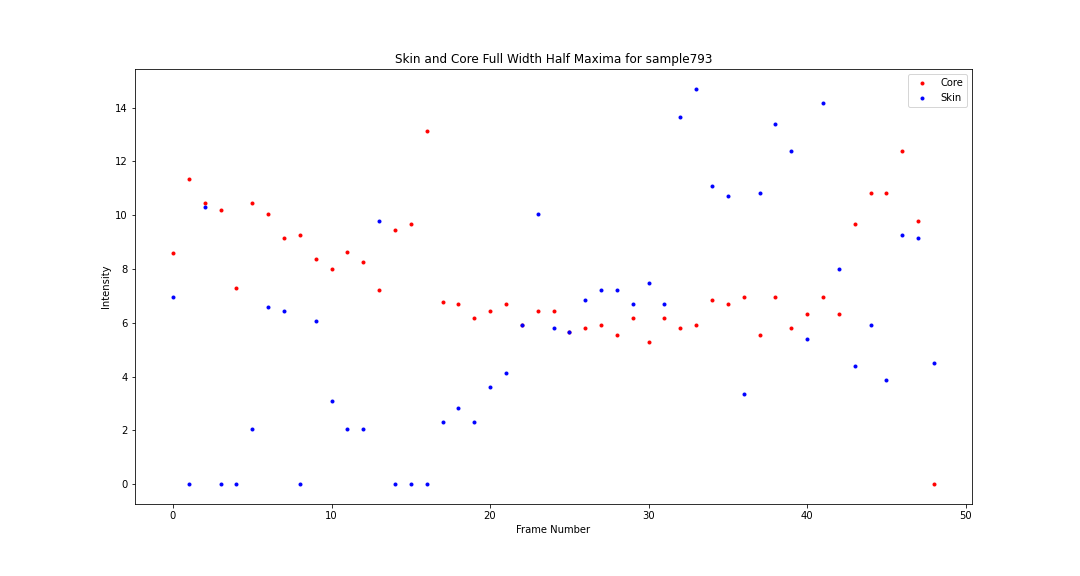 Skin and Core Full Width Half Maxima for sample793
Core
Skin
Intensity
14
12
10
8
6
4
2
0
0 10 20 30 40 50
Frame Number